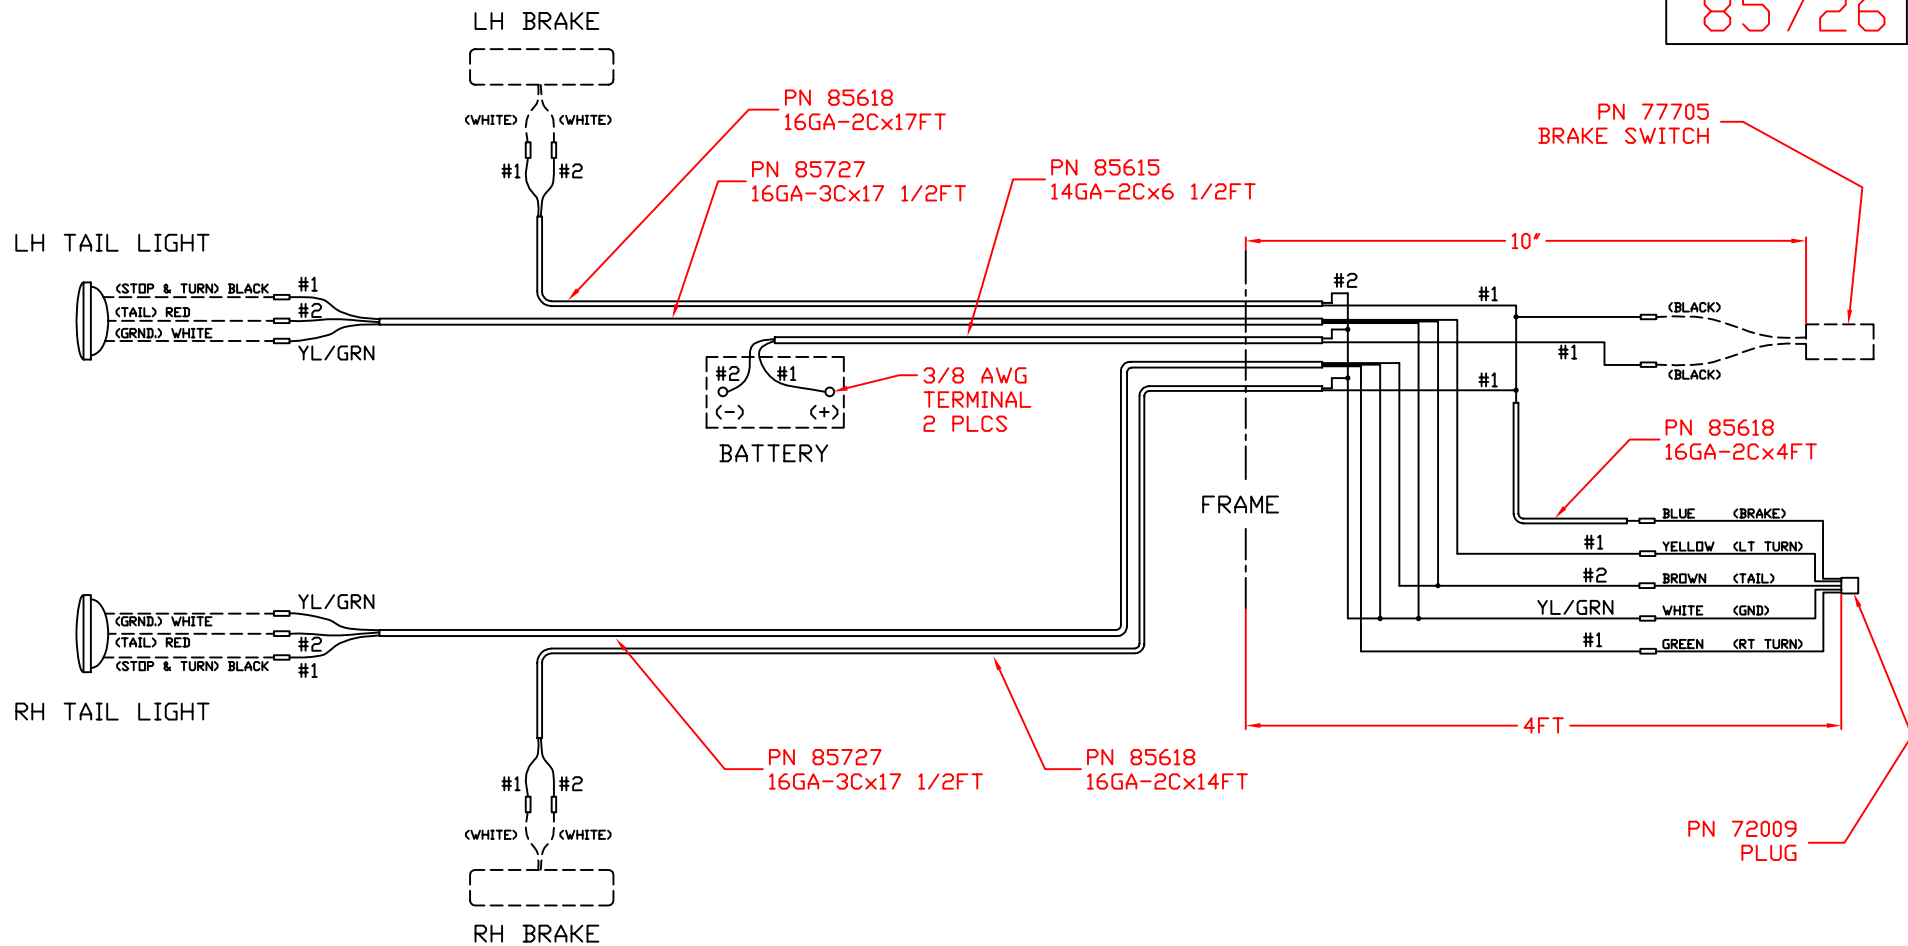 85726
LH BRAKE
(WHITE)
(WHITE)
#1
#2
PN 85618
16GA-2Cx17FT
PN 85727
16GA-3Cx17 1/2FT
PN 85615
14GA-2Cx6 1/2FT
PN 77705
BRAKE SWITCH
LH TAIL LIGHT
(STOP & TURN) BLACK
#1
(TAIL) RED
#2
(GRND.) WHITE
YL/GRN
10"
#2
#1
(BLACK)
#1
(BLACK)
#1
#2
#1
(-)
(+)
BATTERY
3/8 AWG
TERMINAL
2 PLCS
FRAME
PN 85618
16GA-2Cx4FT
BLUE
(BRAKE)
#1
YELLOW
(LT TURN)
#2
BROWN
(TAIL)
YL/GRN
WHITE
(GND)
#1
GREEN
(RT TURN)
YL/GRN
(GRND.) WHITE
(TAIL) RED
#2
(STOP & TURN) BLACK
#1
RH TAIL LIGHT
4FT
PN 85727
16GA-3Cx17 1/2FT
PN 85618
16GA-2Cx14FT
#1
#2
(WHITE)
(WHITE)
RH BRAKE
PN 72009
PLUG